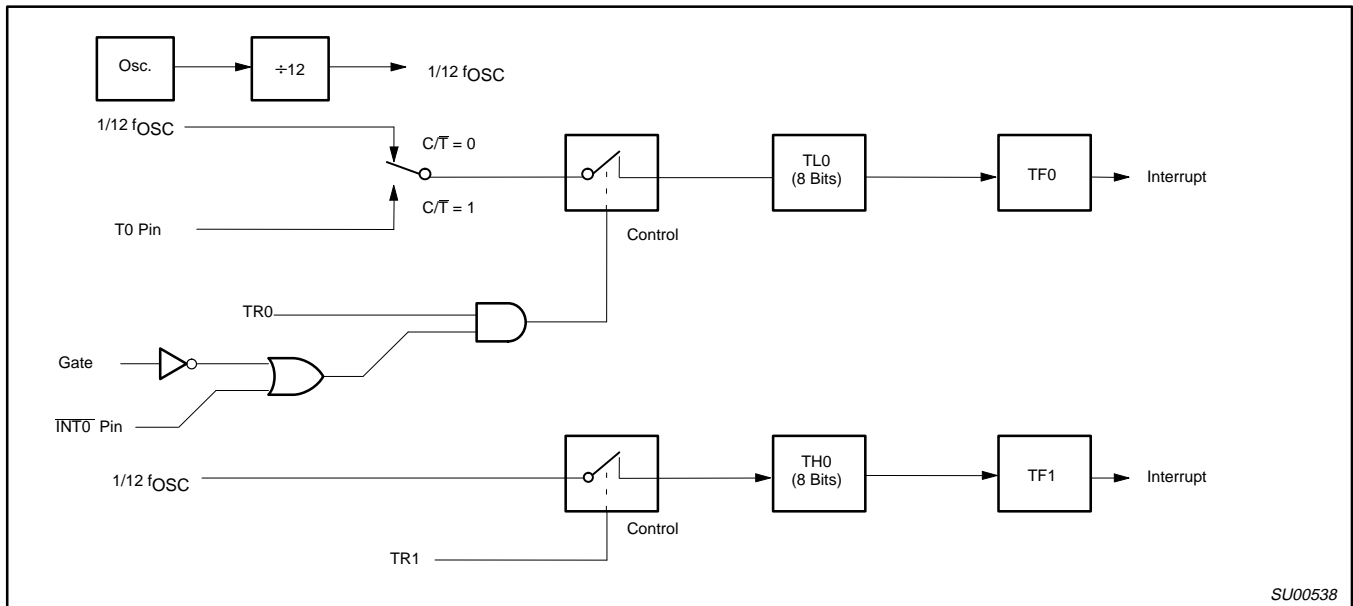 Osc.
÷12
1/12 fOSC
1/12 fOSC
C/T̅ = 0
TL0
(8 Bits)
TF0
Interrupt
C/T̅ = 1
T0 Pin
Control
TR0
Gate
I̅N̅T̅0̅ Pin
1/12 fOSC
TH0
(8 Bits)
TF1
Interrupt
Control
TR1
SU00538